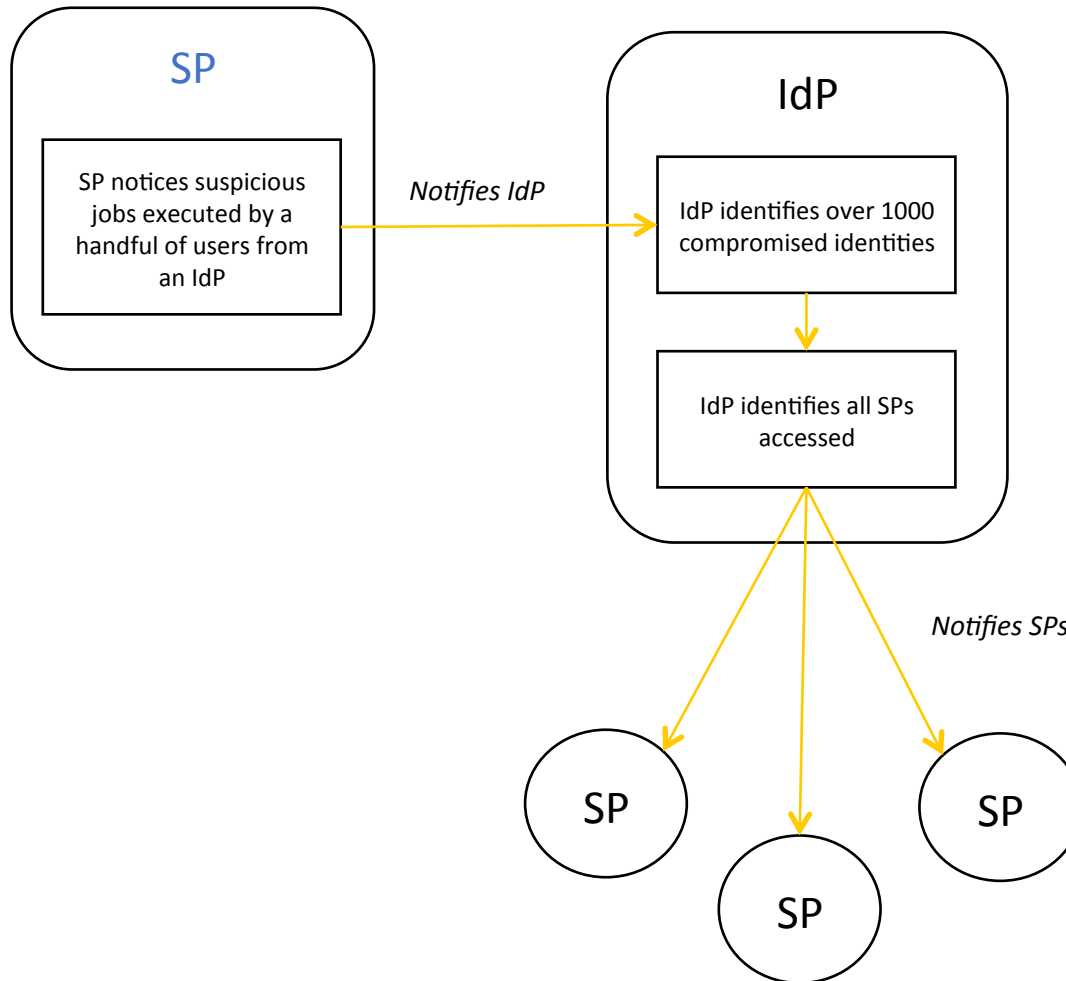 SP
SP notices suspicious
jobs executed by a
handful of users from
an IdP
Notifies IdP
IdP
IdP identifies over 1000
compromised identities
IdP identifies all SPs
accessed
Notifies SPs
SP
SP
SP